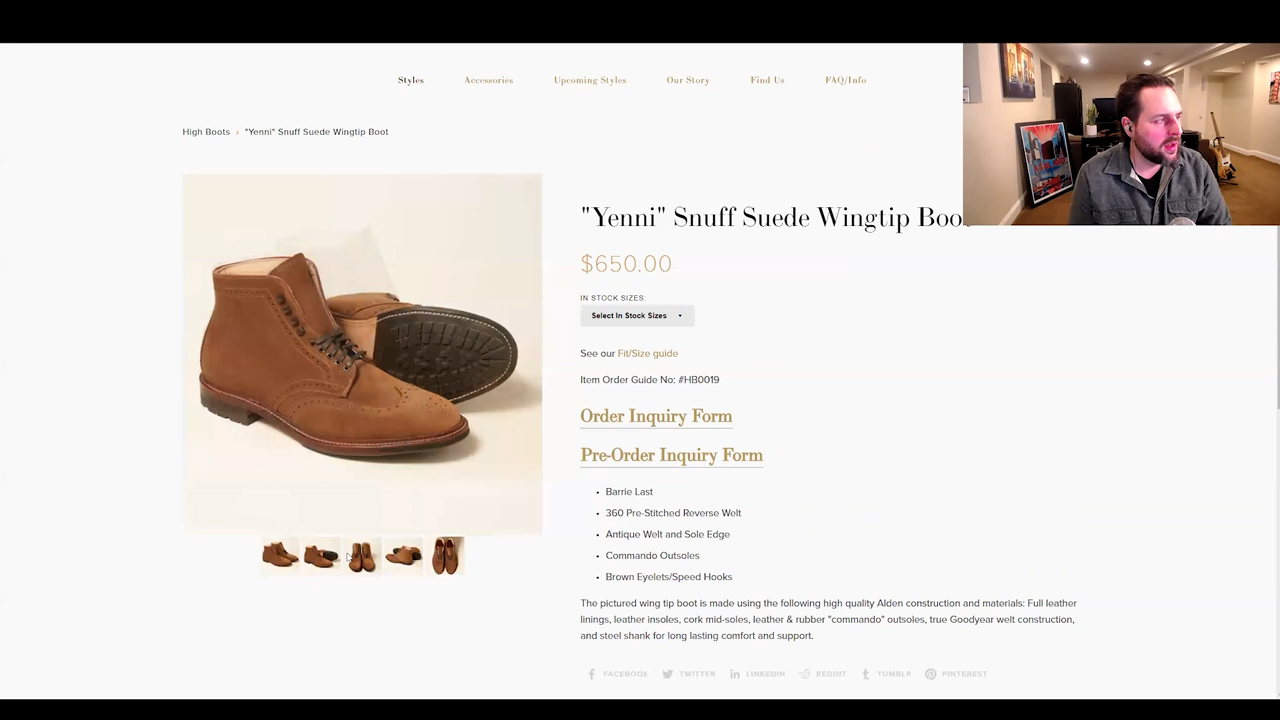 Styles
Accessories
Upcoming Styles
Our Story
Find Us
FAQ/Info
High Boots › "Yenni" Snuff Suede Wingtip Boot
"Yenni" Snuff Suede Wingtip Boo
$650.00
IN STOCK SIZES:
Select In Stock Sizes
See our Fit/Size guide
Item Order Guide No: #HB0019
Order Inquiry Form
Pre-Order Inquiry Form
• Barrie Last
• 360 Pre-Stitched Reverse Welt
• Antique Welt and Sole Edge
• Commando Outsoles
• Brown Eyelets/Speed Hooks
The pictured wing tip boot is made using the following high quality Alden construction and materials: Full leather
linings, leather insoles, cork mid-soles, leather & rubber "commando" outsoles, true Goodyear welt construction,
and steel shank for long lasting comfort and support.
FACEBOOK
TWITTER
LINKEDIN
REDDIT
TUMBLR
PINTEREST